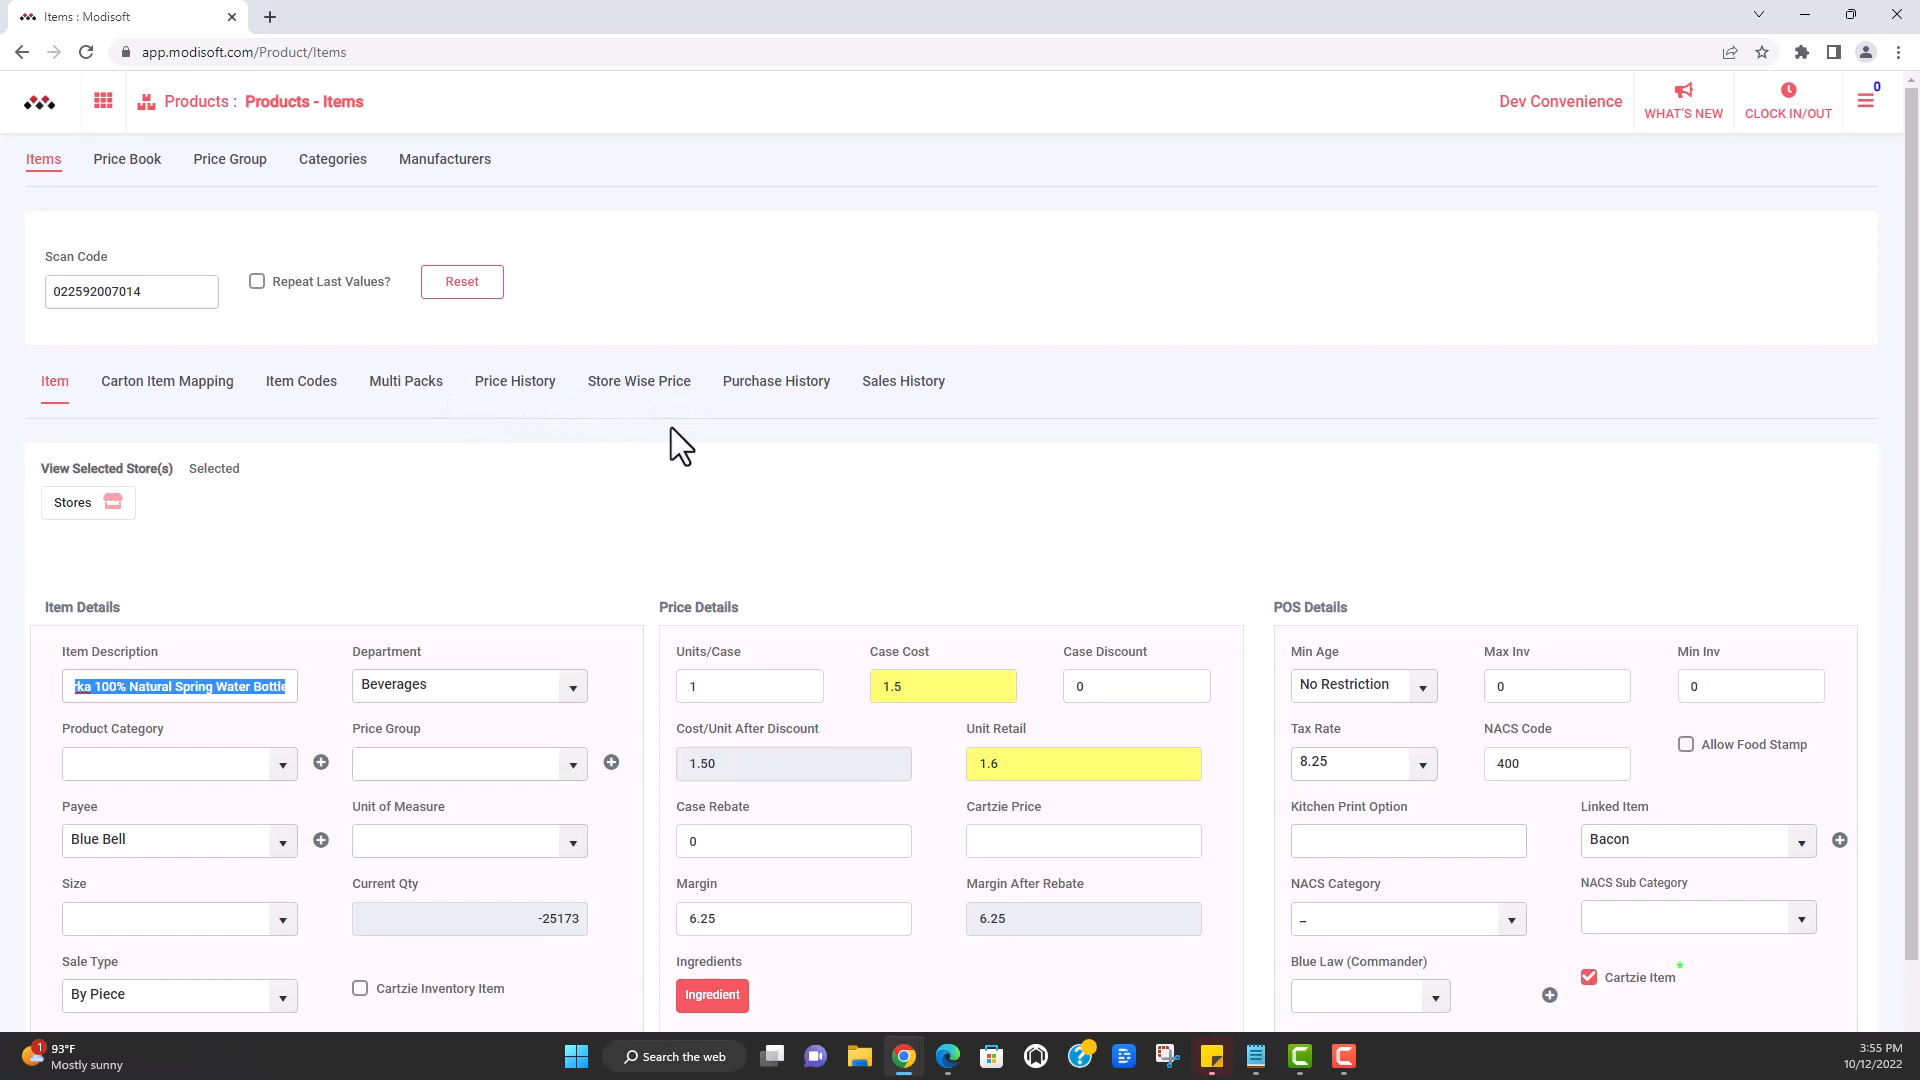 Items : Modisoft
app.modisoft.com/Product/Items
Products : Products - Items
Dev Convenience
WHAT'S NEW
CLOCK IN/OUT
0
Items Price Book Price Group Categories Manufacturers
Scan Code
022592007014
Repeat Last Values?
Reset
Item Carton Item Mapping Item Codes Multi Packs Price History Store Wise Price Purchase History Sales History
View Selected Store(s) Selected
Stores
Item Details
Item Description Department
rka 100% Natural Spring Water Bottle Beverages
Product Category Price Group
Payee Unit of Measure
Blue Bell
Size Current Qty
-25173
Sale Type
By Piece Cartzie Inventory Item
Price Details
Units/Case Case Cost Case Discount
1 1.5 0
Cost/Unit After Discount Unit Retail
1.50 1.6
Case Rebate Cartzie Price
0
Margin Margin After Rebate
6.25 6.25
Ingredients
Ingredient
POS Details
Min Age Max Inv Min Inv
No Restriction 0 0
Tax Rate NACS Code
8.25 400 Allow Food Stamp
Kitchen Print Option Linked Item
Bacon
NACS Category NACS Sub Category
_
Blue Law (Commander)
Cartzie Item *
1
93°F
Mostly sunny
Search the web
3:55 PM
10/12/2022